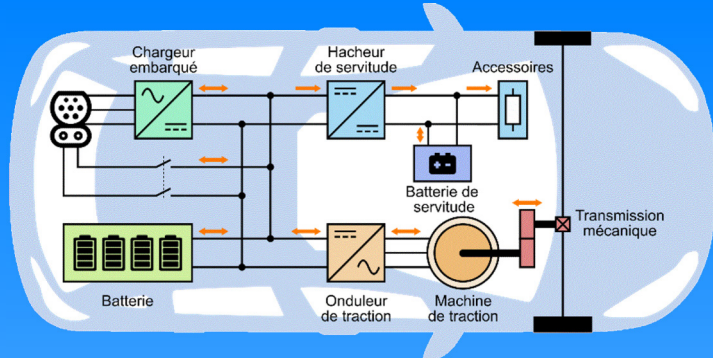 Chargeur
embarqué
Hacheur
de servitude
Accessoires
Batterie de
servitude
Transmission
mécanique
Batterie
Onduleur
de traction
Machine
de traction